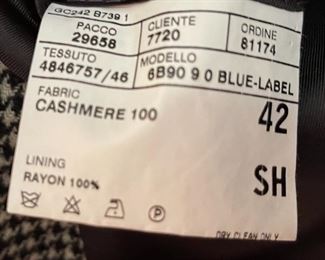 GC242 B739 1
PACCO CLIENTE ORDINE
29658 7720 81174
TESSUTO MODELLO
4846757/46 6B90 9 0 BLUE-LABEL
FABRIC
CASHMERE 100
42
LINING
RAYON 100%
SH
P
DRY CLEAN ONLY